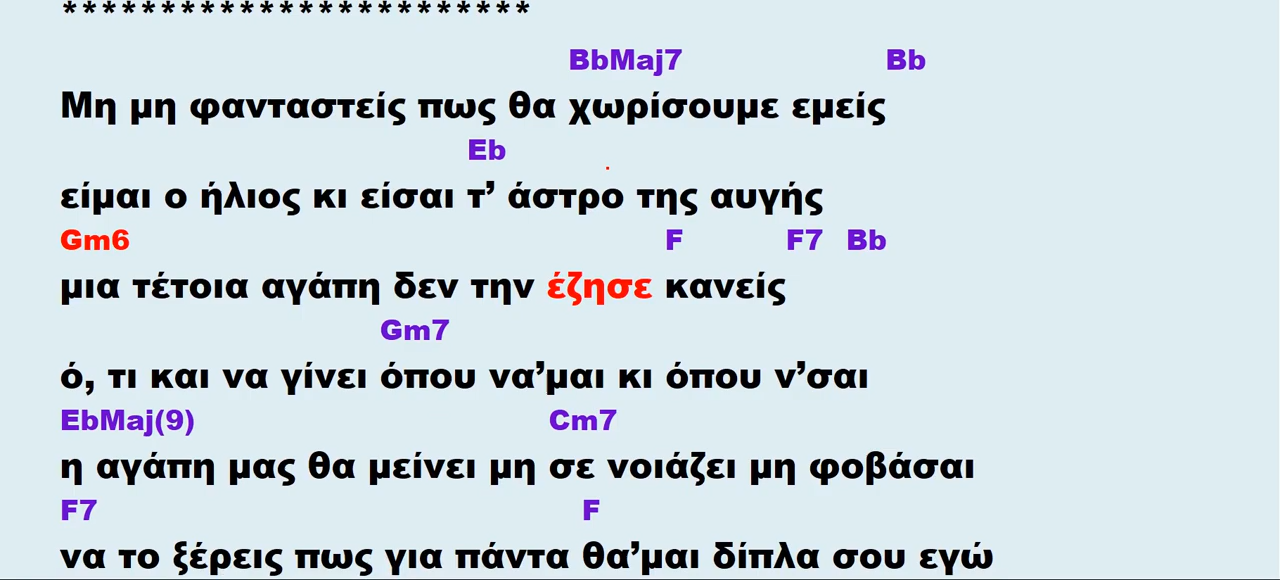 ************************
BbMaj7 Bb
Μη μη φανταστείς πως θα χωρίσουμε εμείς
Eb
είμαι ο ήλιος κι είσαι τ’ άστρο της αυγής
Gm6 F F7 Bb
μια τέτοια αγάπη δεν την έζησε κανείς
Gm7
ό, τι και να γίνει όπου να’μαι κι όπου ν’σαι
EbMaj(9) Cm7
η αγάπη μας θα μείνει μη σε νοιάζει μη φοβάσαι
F7 F
να το ξέρεις πως για πάντα θα’μαι δίπλα σου εγώ